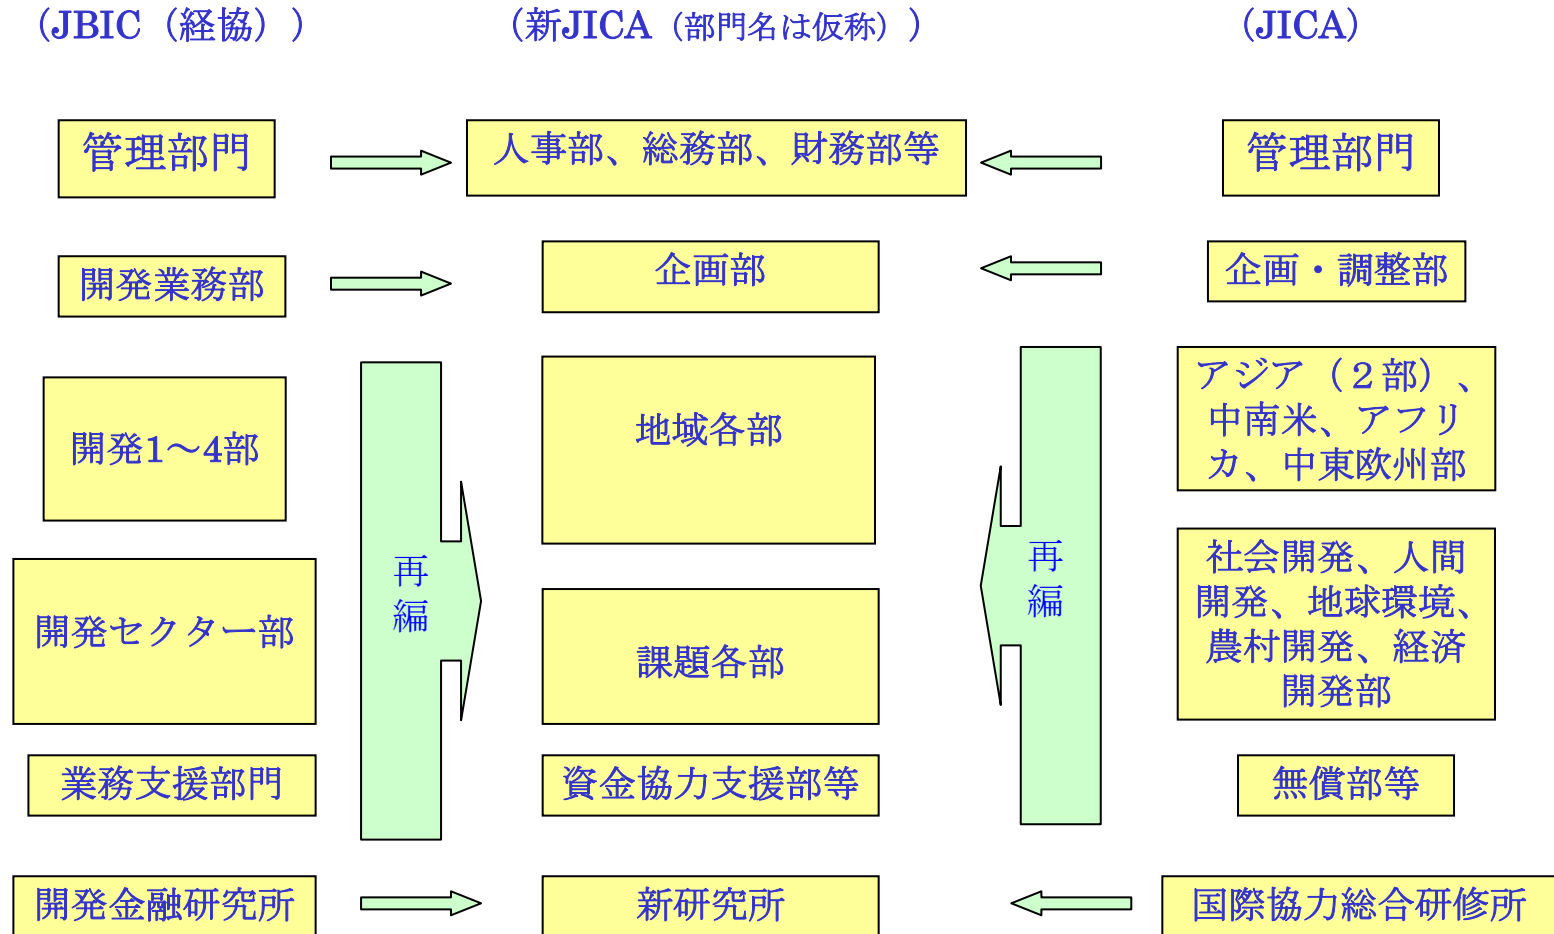 （JBIC（経協））
（新JICA（部門名は仮称））
（JICA）
管理部門
人事部、総務部、財務部等
管理部門
開発業務部
企画部
企画・調整部
開発1～4部
地域各部
アジア（２部）、
中南米、アフリ
カ、中東欧州部
再
編
再
編
開発セクター部
課題各部
社会開発、人間
開発、地球環境、
農村開発、経済
開発部
業務支援部門
資金協力支援部等
無償部等
開発金融研究所
新研究所
国際協力総合研修所